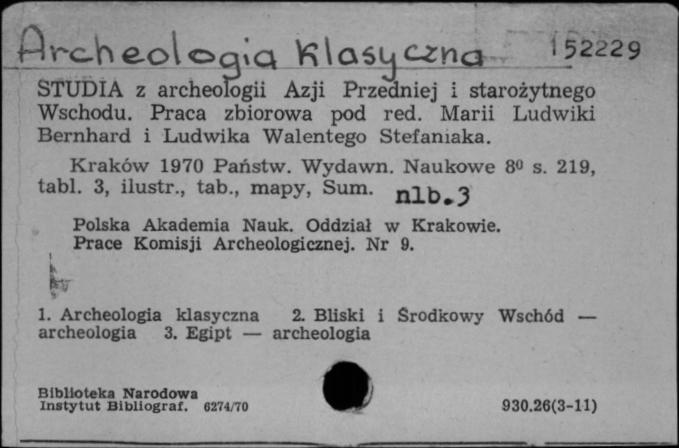 Archeologia klasyczna 152229
STUDIA z archeologii Azji Przedniej i starożytnego
Wschodu. Praca zbiorowa pod red. Marii Ludwiki
Bernhard i Ludwika Walentego Stefaniaka.
Kraków 1970 Państw. Wydawn. Naukowe 8⁰ s. 219,
tabl. 3, ilustr., tab., mapy, Sum. nlb.3
Polska Akademia Nauk. Oddział w Krakowie.
Prace Komisji Archeologicznej. Nr 9.
1. Archeologia klasyczna 2. Bliski i Środkowy Wschód —
archeologia 3. Egipt — archeologia
Biblioteka Narodowa
Instytut Bibliograf. 6274/70 930.26(3-11)